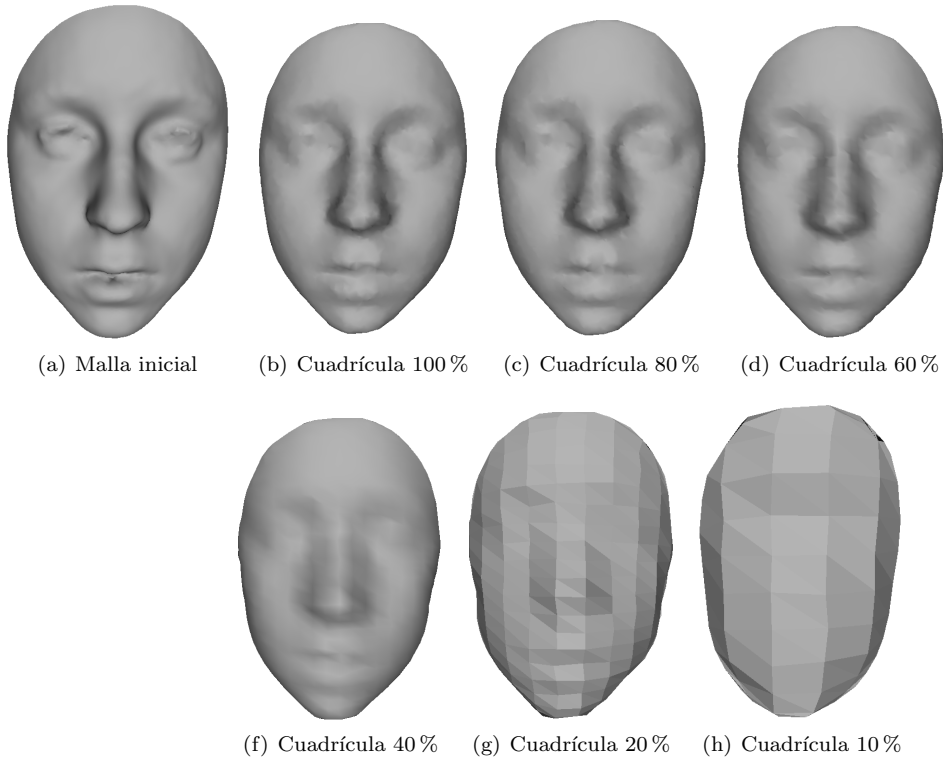 (a) Malla inicial
(b) Cuadrícula 100 %
(c) Cuadrícula 80 %
(d) Cuadrícula 60 %
(f) Cuadrícula 40 %
(g) Cuadrícula 20 %
(h) Cuadrícula 10 %